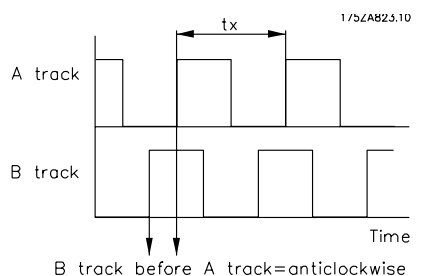 175ZA823.10
tx
A track
B track
Time
B track before A track=anticlockwise